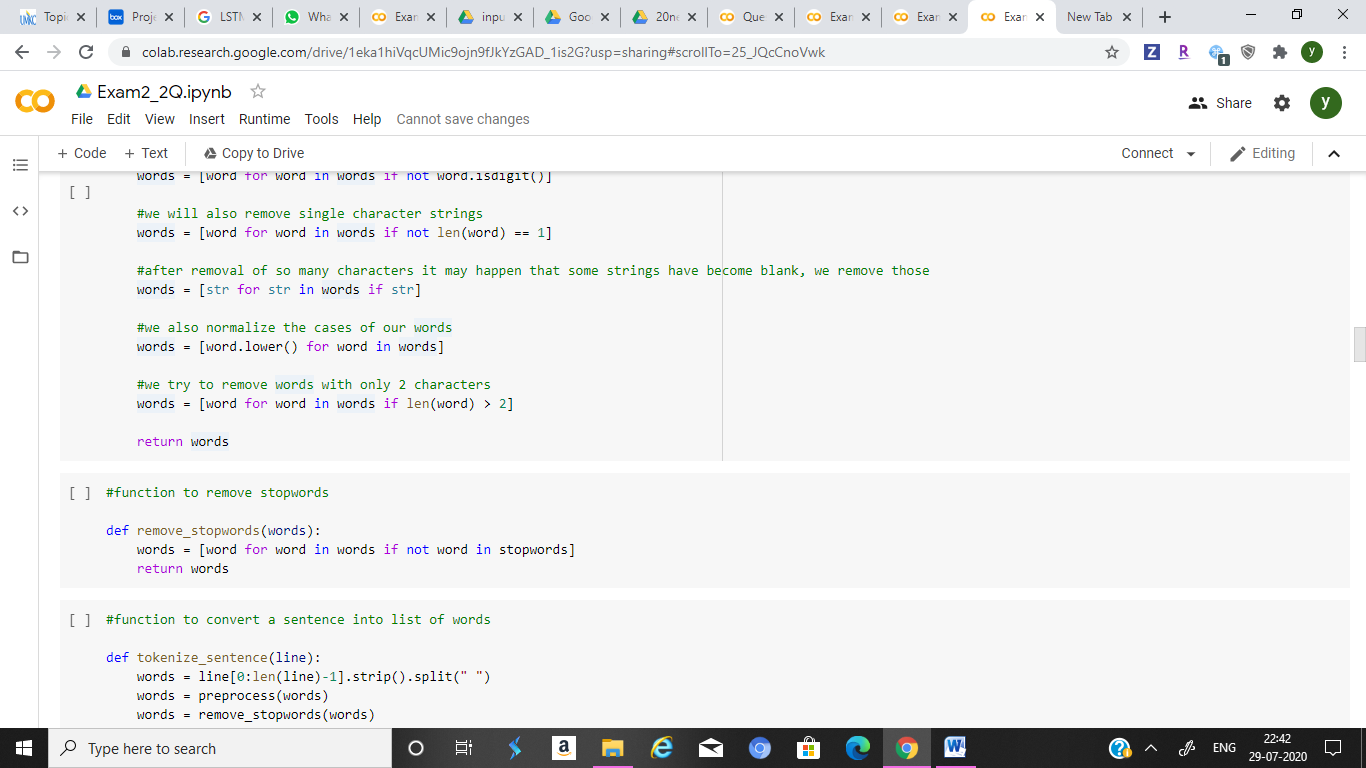 Topi
box Proje
LSTM
Wha
Exan
inpu
Goo
20ne
Que
Exar
Exan
Exan
New Tab
colab.research.google.com/drive/1eka1hiVqcUMic9ojn9fJkYzGAD_1is2G?usp=sharing#scrollTo=25_JQcCnoVwk
Z R 1 y
Exam2_2Q.ipynb
Share y
File Edit View Insert Runtime Tools Help Cannot save changes
+ Code + Text Copy to Drive Connect Editing
words = [word for word in words if not word.isdigit()]
[ ]
#we will also remove single character strings
words = [word for word in words if not len(word) == 1]
#after removal of so many characters it may happen that some strings have become blank, we remove those
words = [str for str in words if str]
#we also normalize the cases of our words
words = [word.lower() for word in words]
#we try to remove words with only 2 characters
words = [word for word in words if len(word) > 2]
return words
[ ] #function to remove stopwords
def remove_stopwords(words):
words = [word for word in words if not word in stopwords]
return words
[ ] #function to convert a sentence into list of words
def tokenize_sentence(line):
words = line[0:len(line)-1].strip().split(" ")
words = preprocess(words)
words = remove_stopwords(words)
Type here to search
ENG
22:42
29-07-2020